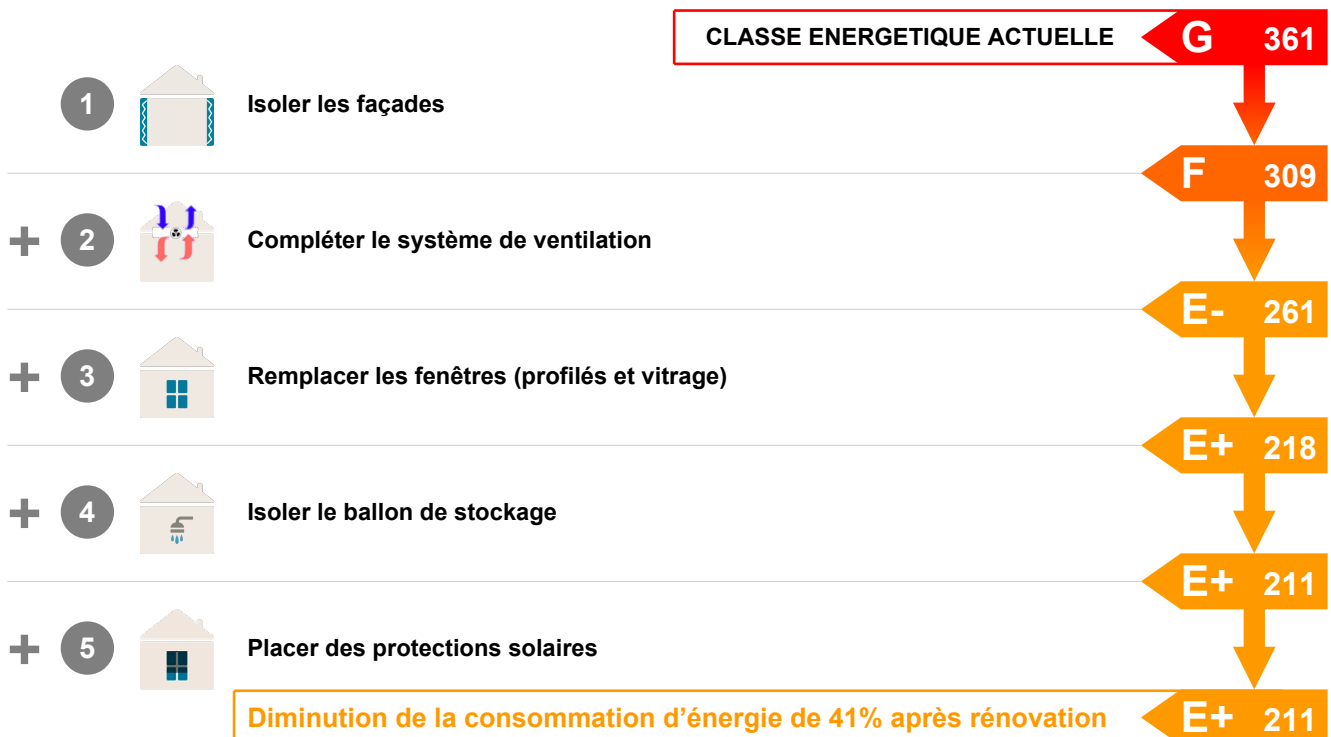 CLASSE ENERGETIQUE ACTUELLE G 361
1 Isoler les façades
F 309
+ 2 Compléter le système de ventilation
E- 261
+ 3 Remplacer les fenêtres (profilés et vitrage)
E+ 218
+ 4 Isoler le ballon de stockage
E+ 211
+ 5 Placer des protections solaires
Diminution de la consommation d’énergie de 41% après rénovation E+ 211